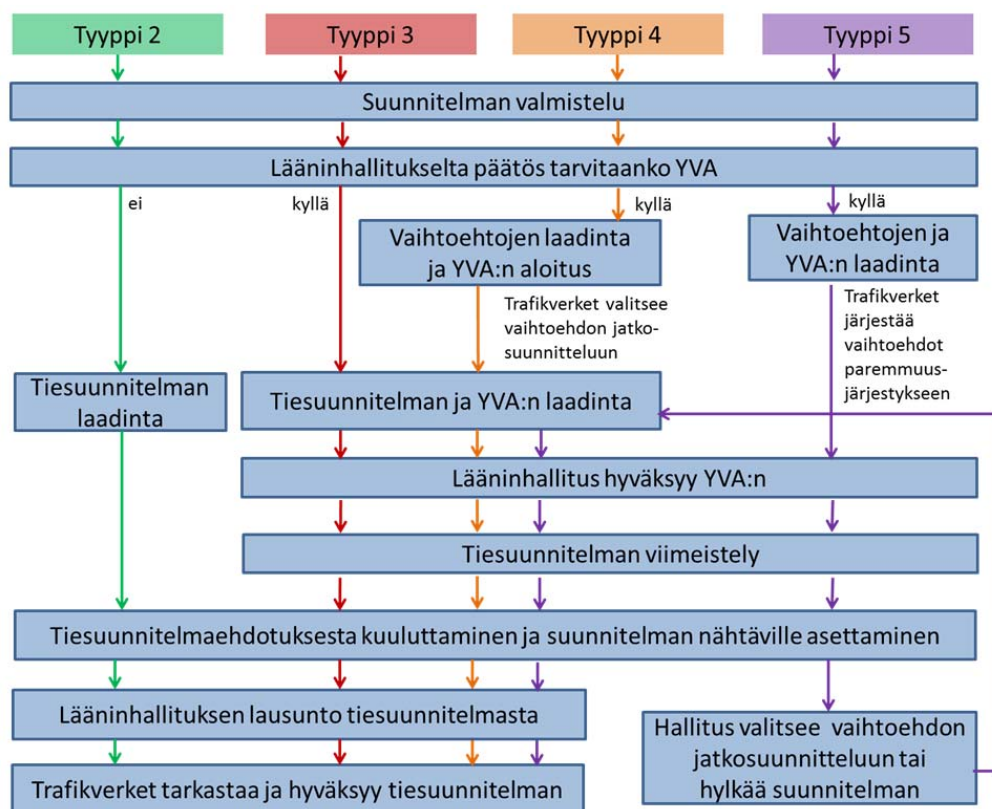 Tyyppi 2
Tyyppi 3
Tyyppi 4
Tyyppi 5
Suunnitelman valmistelu
Lääninhallitukselta päätös tarvitaanko YVA
ei
kyllä
kyllä
kyllä
Vaihtoehtojen laadinta
ja YVA:n aloitus
Vaihtoehtojen ja
YVA:n laadinta
Trafikverket valitsee
vaihtoehdon jatko-
suunnitteluun
Trafikverket
järjestää
vaihtoehdot
paremmuus-
järjestykseen
Tiesuunnitelman
laadinta
Tiesuunnitelman ja YVA:n laadinta
Lääninhallitus hyväksyy YVA:n
Tiesuunnitelman viimeistely
Tiesuunnitelmaehdotuksesta kuuluttaminen ja suunnitelman nähtäville asettaminen
Lääninhallituksen lausunto tiesuunnitelmasta
Hallitus valitsee vaihtoehdon
jatkosuunnitteluun tai
hylkää suunnitelman
Trafikverket tarkastaa ja hyväksyy tiesuunnitelman